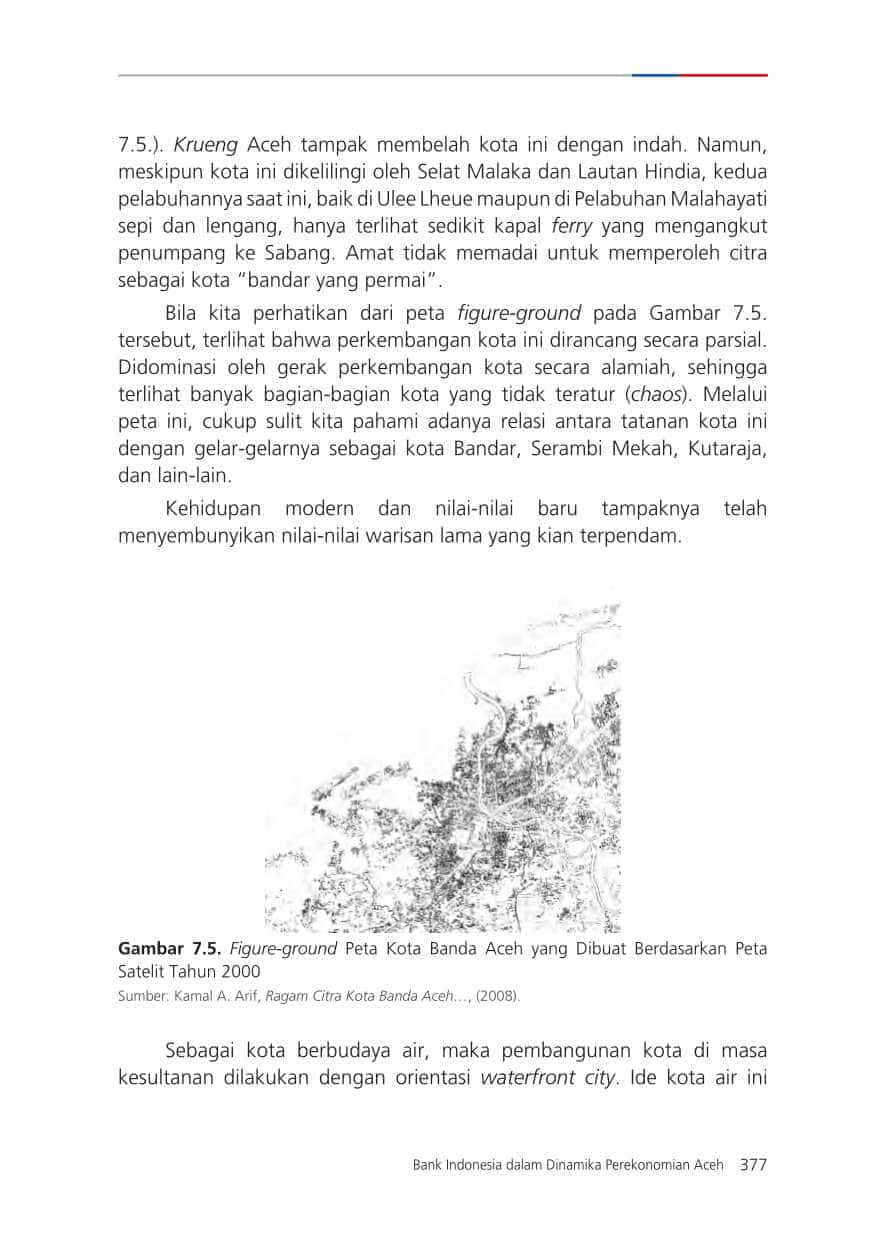 7.5.). Krueng Aceh tampak membelah kota ini dengan indah. Namun,
meskipun kota ini dikelilingi oleh Selat Malaka dan Lautan Hindia, kedua
pelabuhannya saat ini, baik di Ulee Lheue maupun di Pelabuhan Malahayati
sepi dan lengang, hanya terlihat sedikit kapal ferry yang mengangkut
penumpang ke Sabang. Amat tidak memadai untuk memperoleh citra
sebagai kota “bandar yang permai”.
Bila kita perhatikan dari peta figure-ground pada Gambar 7.5.
tersebut, terlihat bahwa perkembangan kota ini dirancang secara parsial.
Didominasi oleh gerak perkembangan kota secara alamiah, sehingga
terlihat banyak bagian-bagian kota yang tidak teratur (chaos). Melalui
peta ini, cukup sulit kita pahami adanya relasi antara tatanan kota ini
dengan gelar-gelarnya sebagai kota Bandar, Serambi Mekah, Kutaraja,
dan lain-lain.
Kehidupan modern dan nilai-nilai baru tampaknya telah
menyembunyikan nilai-nilai warisan lama yang kian terpendam.
Gambar 7.5. Figure-ground Peta Kota Banda Aceh yang Dibuat Berdasarkan Peta
Satelit Tahun 2000
Sumber: Kamal A. Arif, Ragam Citra Kota Banda Aceh…, (2008).
Sebagai kota berbudaya air, maka pembangunan kota di masa
kesultanan dilakukan dengan orientasi waterfront city. Ide kota air ini
Bank Indonesia dalam Dinamika Perekonomian Aceh 377